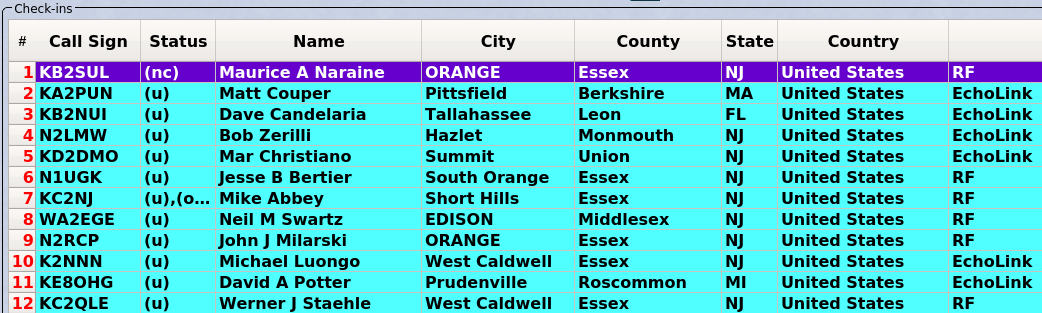 Check-ins
# Call Sign Status Name City County State Country
1 KB2SUL (nc) Maurice A Naraine ORANGE Essex NJ United States RF
2 KA2PUN (u) Matt Couper Pittsfield Berkshire MA United States EchoLink
3 KB2NUI (u) Dave Candelaria Tallahassee Leon FL United States EchoLink
4 N2LMW (u) Bob Zerilli Hazlet Monmouth NJ United States EchoLink
5 KD2DMO (u) Mar Christiano Summit Union NJ United States EchoLink
6 N1UGK (u) Jesse B Bertier South Orange Essex NJ United States RF
7 KC2NJ (u),(o... Mike Abbey Short Hills Essex NJ United States RF
8 WA2EGE (u) Neil M Swartz EDISON Middlesex NJ United States RF
9 N2RCP (u) John J Milarski ORANGE Essex NJ United States RF
10 K2NNN (u) Michael Luongo West Caldwell Essex NJ United States EchoLink
11 KE8OHG (u) David A Potter Prudenville Roscommon MI United States EchoLink
12 KC2QLE (u) Werner J Staehle West Caldwell Essex NJ United States RF